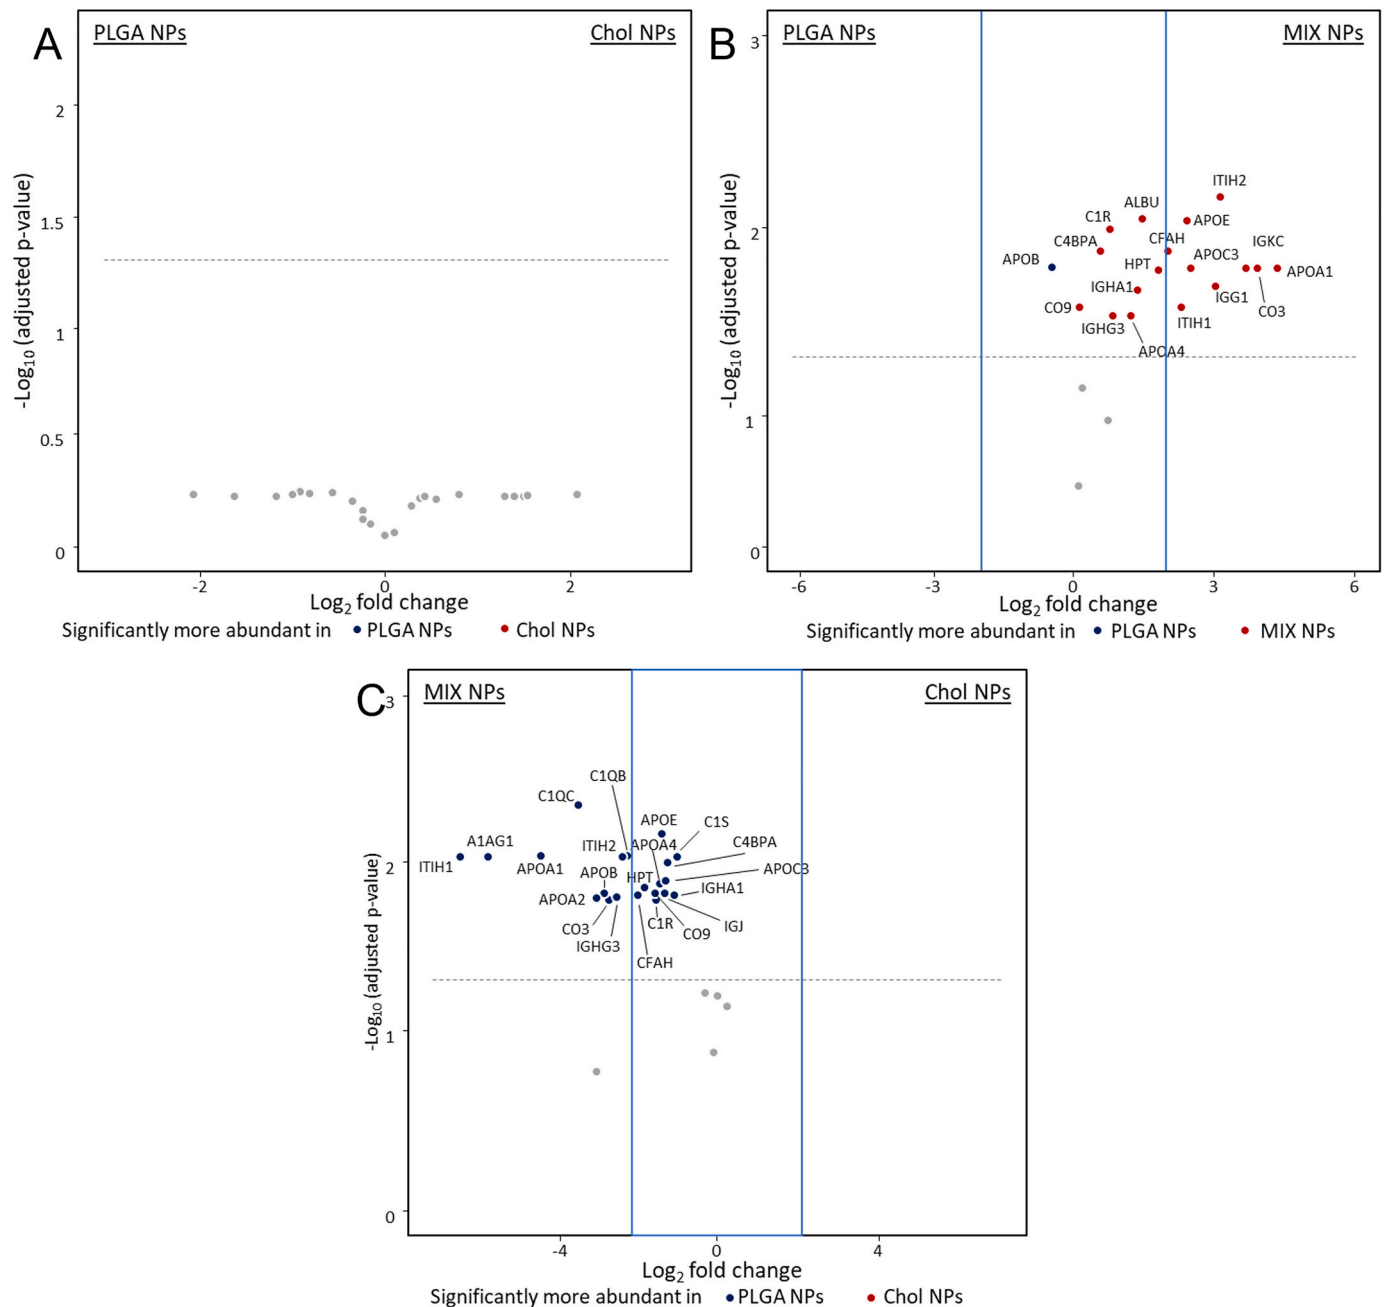 A
PLGA NPs
Chol NPs
2
1.5
1
0.5
0
-Log10 (adjusted p-value)
-2
0
2
Log2 fold change
Significantly more abundant in
PLGA NPs
Chol NPs
B
PLGA NPs
MIX NPs
3
2
1
0
-Log10 (adjusted p-value)
ITIH2
ALBU
C1R
APOE
C4BPA
CFAH
IGKC
APOB
HPT
APOC3
APOA1
IGHA1
IGG1
CO9
CO3
IGHG3
ITIH1
APOA4
-6
-3
0
3
6
Log2 fold change
Significantly more abundant in
PLGA NPs
MIX NPs
C
MIX NPs
Chol NPs
3
2
1
0
-Log10 (adjusted p-value)
C1QB
C1QC
APOE
C1S
A1AG1
ITIH2
APOA4
C4BPA
ITIH1
APOA1
APOB
HPT
APOC3
APOA2
IGHA1
CO3
C1R
IGJ
IGHG3
CO9
CFAH
-4
0
4
Log2 fold change
Significantly more abundant in
PLGA NPs
Chol NPs